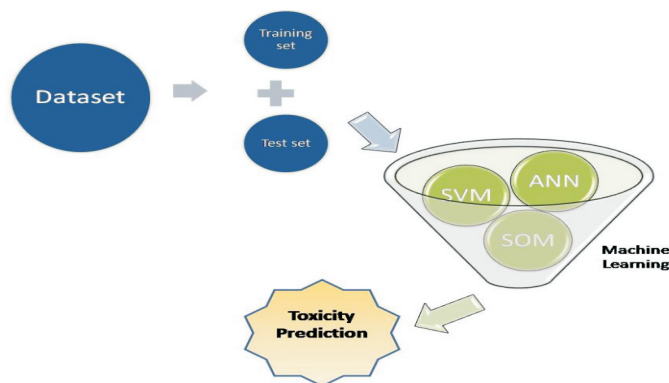 Training
set
Dataset
Test set
SVM
ANN
SOM
Machine
Learning
Toxicity
Prediction